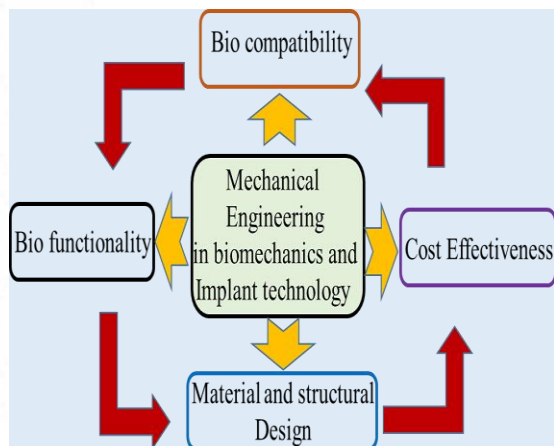 Bio compatibility
Mechanical
Engineering
in biomechanics and
Implant technology
Bio functionality
Cost Effectiveness
Material and structural
Design